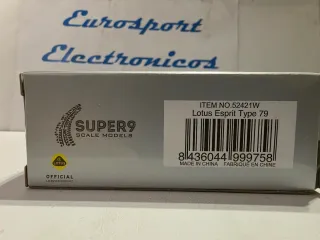 Eurosport
Electronicos
SUPER9
SCALE MODELS
OFFICIAL
ITEM NO.52421W
Lotus Esprit Type 79
8 436044 999758
MADE IN CHINA FABRIQUE EN CHINE